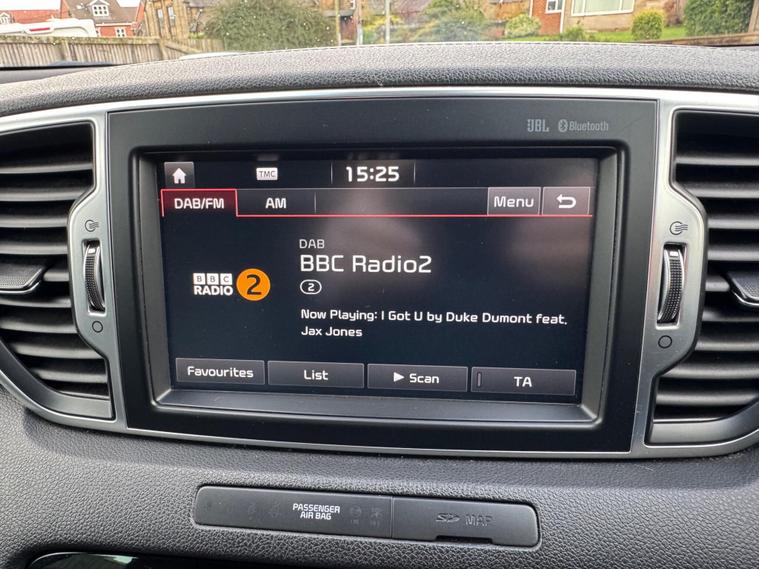 JBL Bluetooth
TMC 15:25
DAB/FM AM Menu
DAB
BBC Radio2
BBC
RADIO 2
2
Now Playing: I Got U by Duke Dumont feat.
Jax Jones
Favourites List Scan TA
PASSENGER
AIR BAG
SD MAP